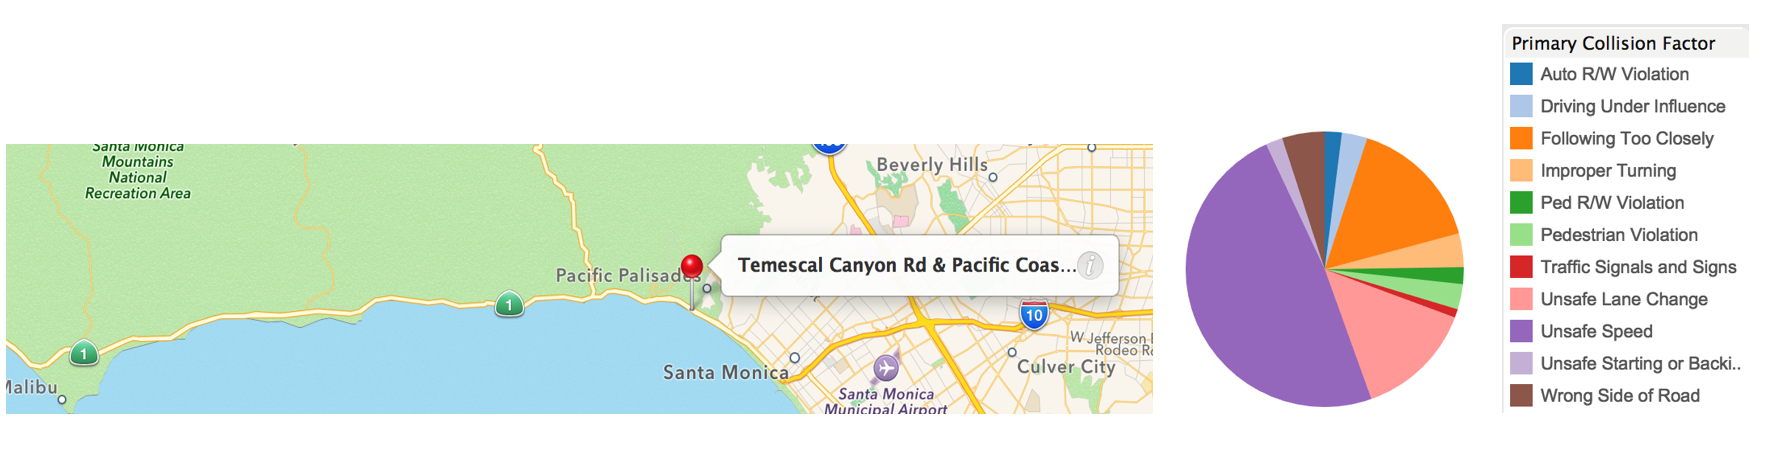 Santa Monica
Mountains
National
Recreation Area
Beverly Hills
Pacific Palisades
Temescal Canyon Rd & Pacific Coas...
i
1
1
10
W Jefferson
Rodeo
Malibu
Santa Monica
Culver City
Santa Monica
Municipal Airport
Primary Collision Factor
Auto R/W Violation
Driving Under Influence
Following Too Closely
Improper Turning
Ped R/W Violation
Pedestrian Violation
Traffic Signals and Signs
Unsafe Lane Change
Unsafe Speed
Unsafe Starting or Backi..
Wrong Side of Road